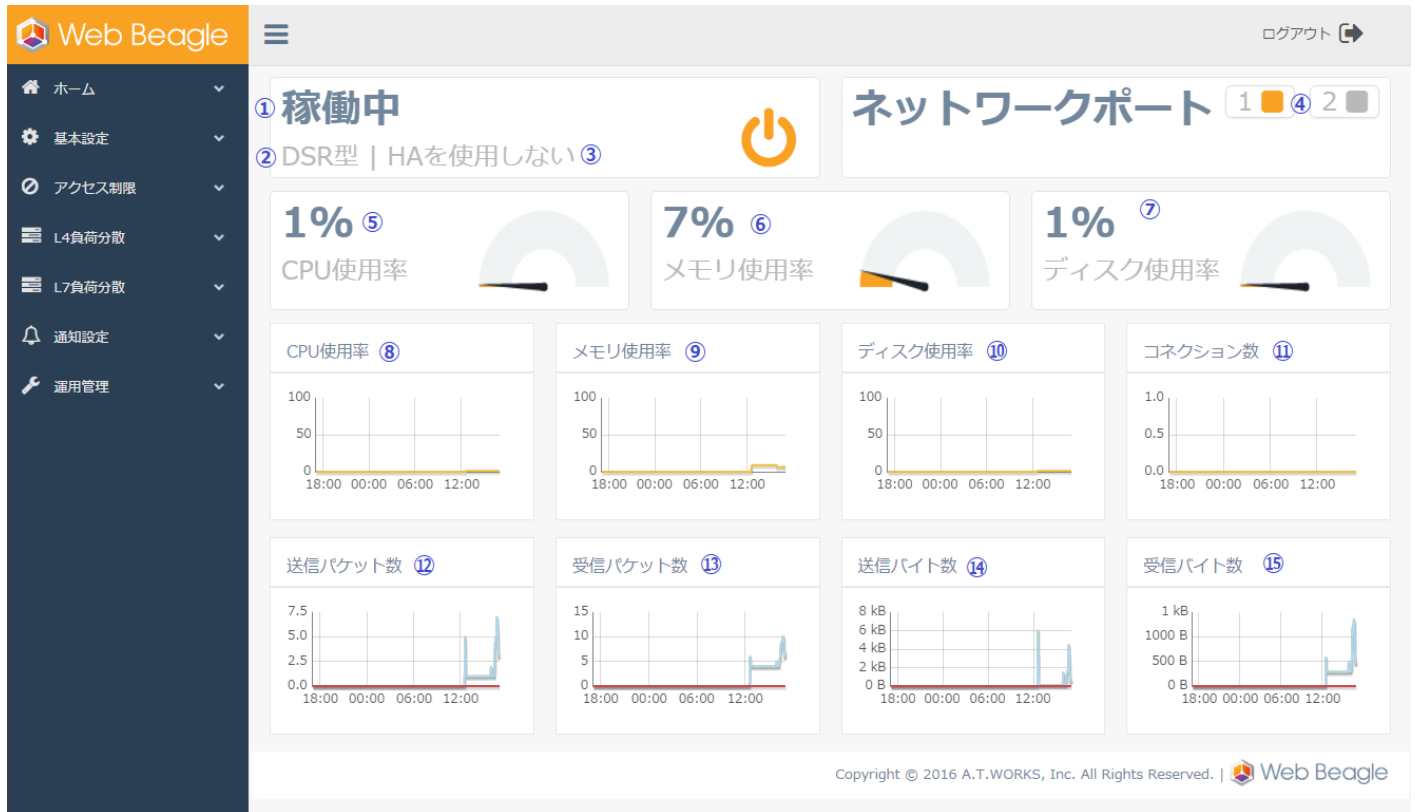 Web Beagle
ログアウト
ホーム
基本設定
アクセス制限
L4負荷分散
L7負荷分散
通知設定
運用管理
① 稼働中
② DSR型 | HAを使用しない ③
ネットワークポート 1 ④ 2
1% ⑤
CPU使用率
7% ⑥
メモリ使用率
1% ⑦
ディスク使用率
CPU使用率 ⑧
100
50
0
18:00 00:00 06:00 12:00
メモリ使用率 ⑨
100
50
0
18:00 00:00 06:00 12:00
ディスク使用率 ⑩
100
50
0
18:00 00:00 06:00 12:00
コネクション数 ⑪
1.0
0.5
0.0
18:00 00:00 06:00 12:00
送信パケット数 ⑫
7.5
5.0
2.5
0.0
18:00 00:00 06:00 12:00
受信パケット数 ⑬
15
10
5
0
18:00 00:00 06:00 12:00
送信バイト数 ⑭
8 kB
6 kB
4 kB
2 kB
0 B
18:00 00:00 06:00 12:00
受信バイト数 ⑮
1 kB
1000 B
500 B
0 B
18:00 00:00 06:00 12:00
Copyright © 2016 A.T.WORKS, Inc. All Rights Reserved. | Web Beagle